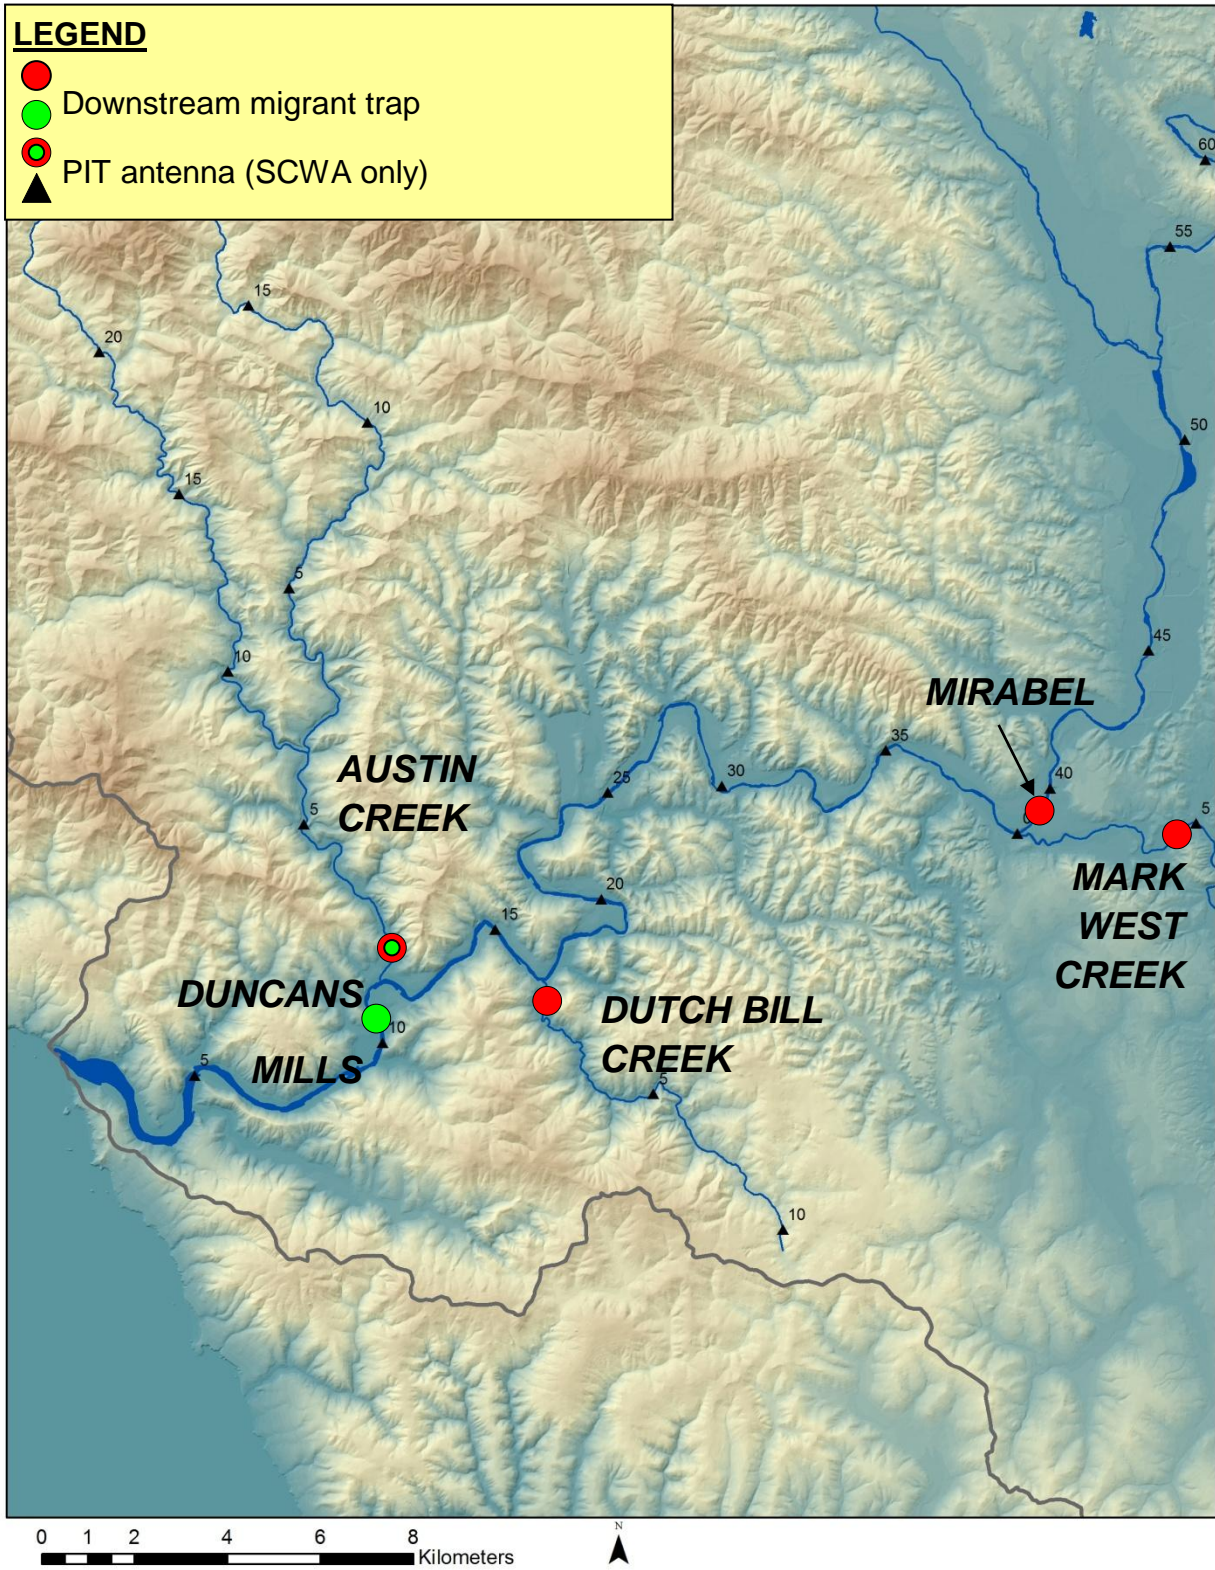 LEGEND
Downstream migrant trap
PIT antenna (SCWA only)
60
55
15
20
10
50
15
5
45
10
MIRABEL
35
AUSTIN
CREEK
25
30
40
5
5
0
MARK
WEST
CREEK
20
15
DUNCANS
MILLS
10
DUTCH BILL
CREEK
5
5
10
N
0 1 2 4 6 8
Kilometers